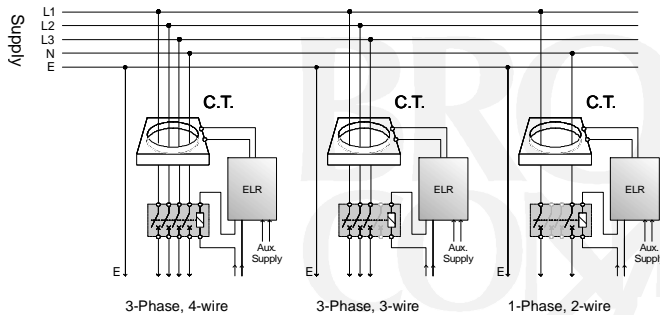 Supply
L1
L2
L3
N
E
C.T. C.T. C.T.
ELR ELR ELR
Aux. Supply Aux. Supply Aux. Supply
E E E
3-Phase, 4-wire 3-Phase, 3-wire 1-Phase, 2-wire